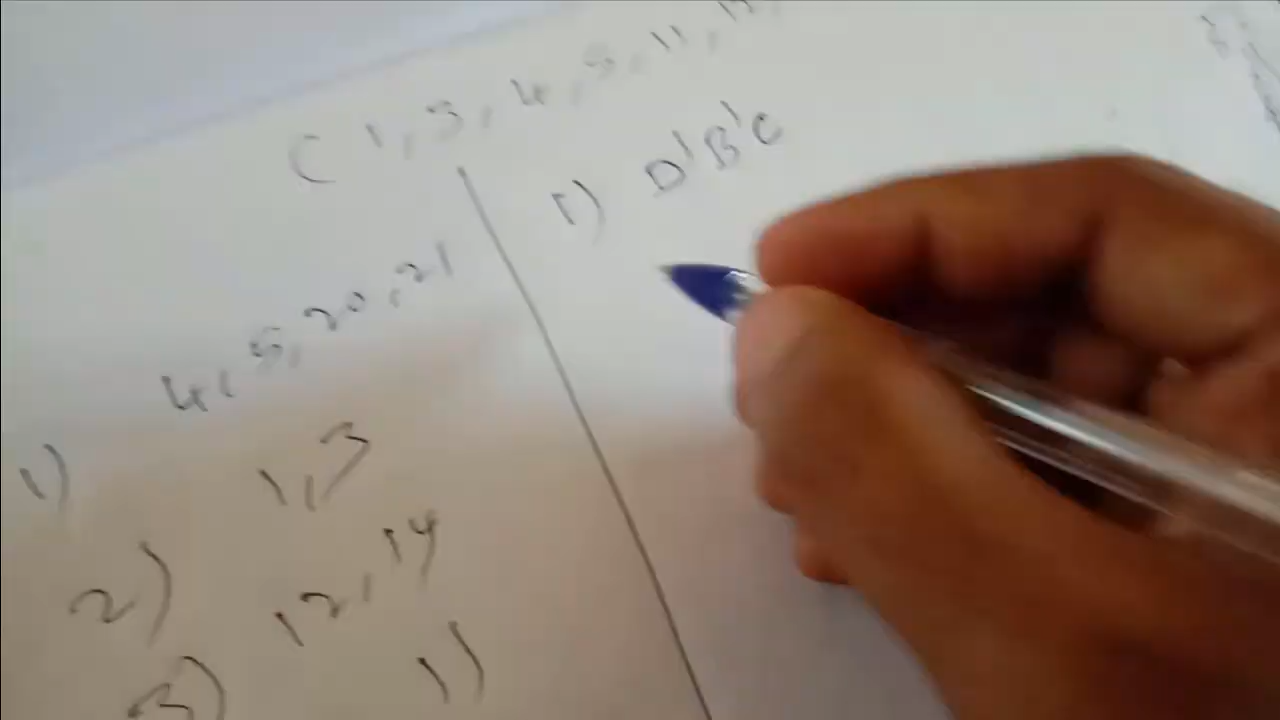 ( 1, 3, 4, 5, 11,
1) D'B'C
4, 5, 20, 21
1) 1, 3
2) 12, 14
3) 11